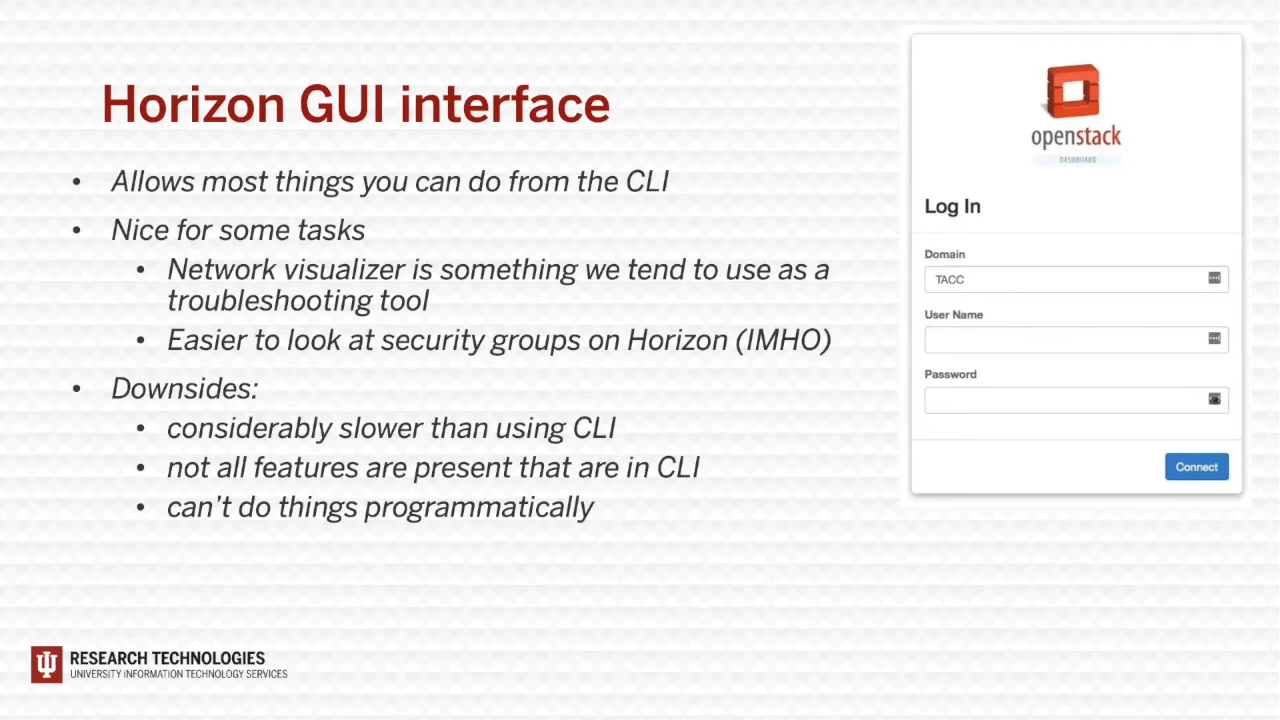 Horizon GUI interface
• Allows most things you can do from the CLI
• Nice for some tasks
• Network visualizer is something we tend to use as a
troubleshooting tool
• Easier to look at security groups on Horizon (IMHO)
• Downsides:
• considerably slower than using CLI
• not all features are present that are in CLI
• can't do things programmatically
openstack
DASHBOARD
Log In
Domain
TACC
User Name
Password
Connect
RESEARCH TECHNOLOGIES
UNIVERSITY INFORMATION TECHNOLOGY SERVICES